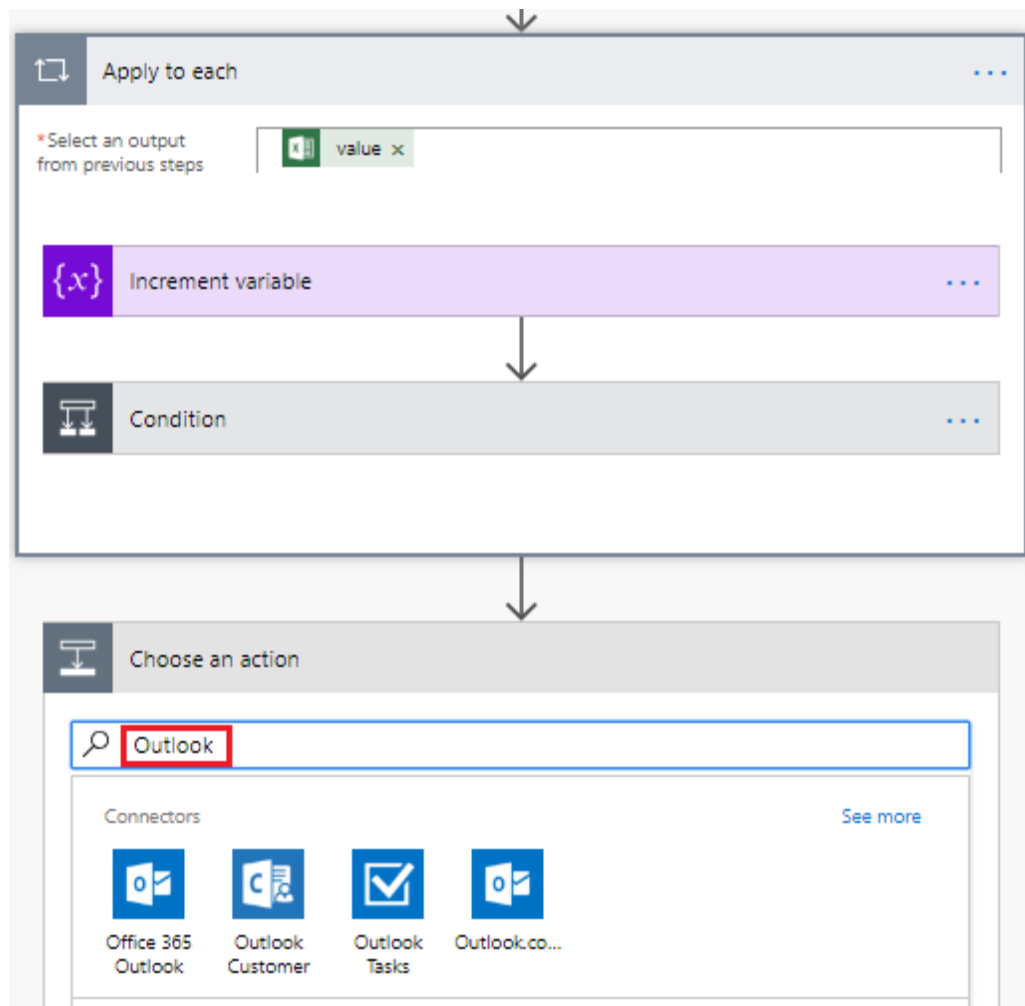 Apply to each
*Select an output
from previous steps
value ×
{x} Increment variable
Condition
Choose an action
Outlook
Connectors See more
Office 365 Outlook
Outlook Customer
Outlook Tasks
Outlook.co...